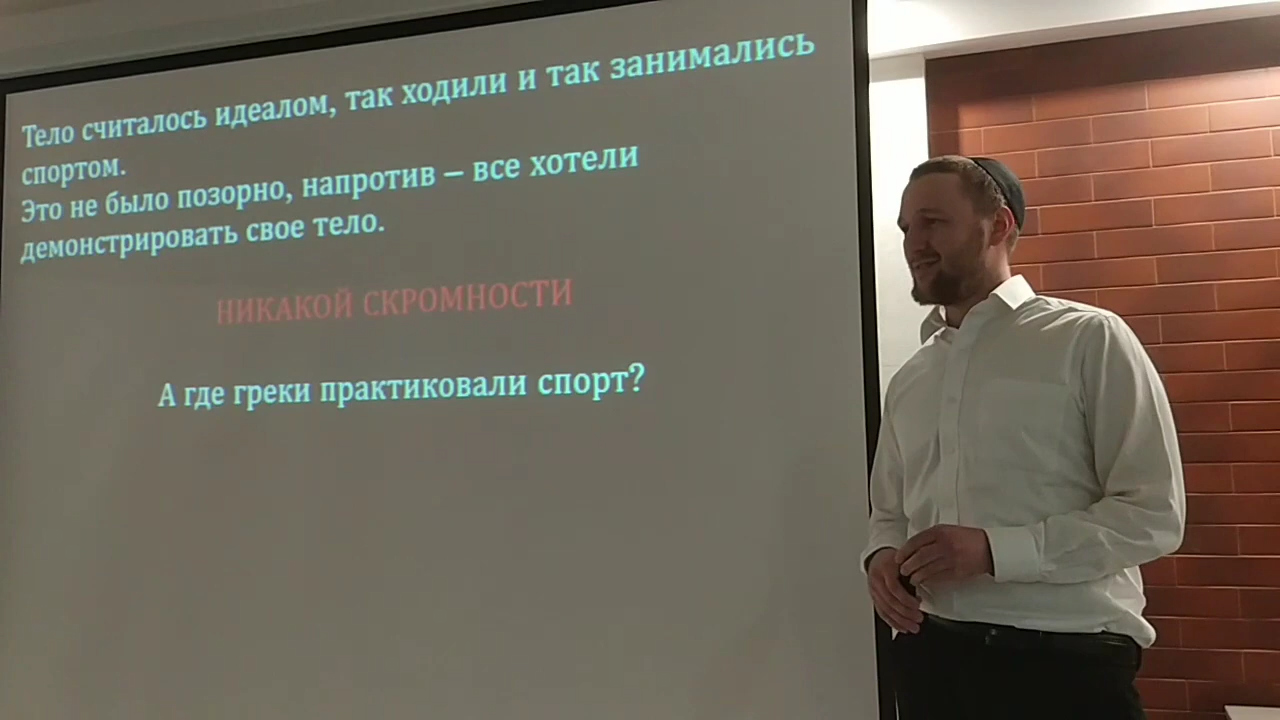 Тело считалось идеалом, так ходили и так занимались
спортом.
Это не было позорно, напротив – все хотели
демонстрировать свое тело.
НИКАКОЙ СКРОМНОСТИ
А где греки практиковали спорт?